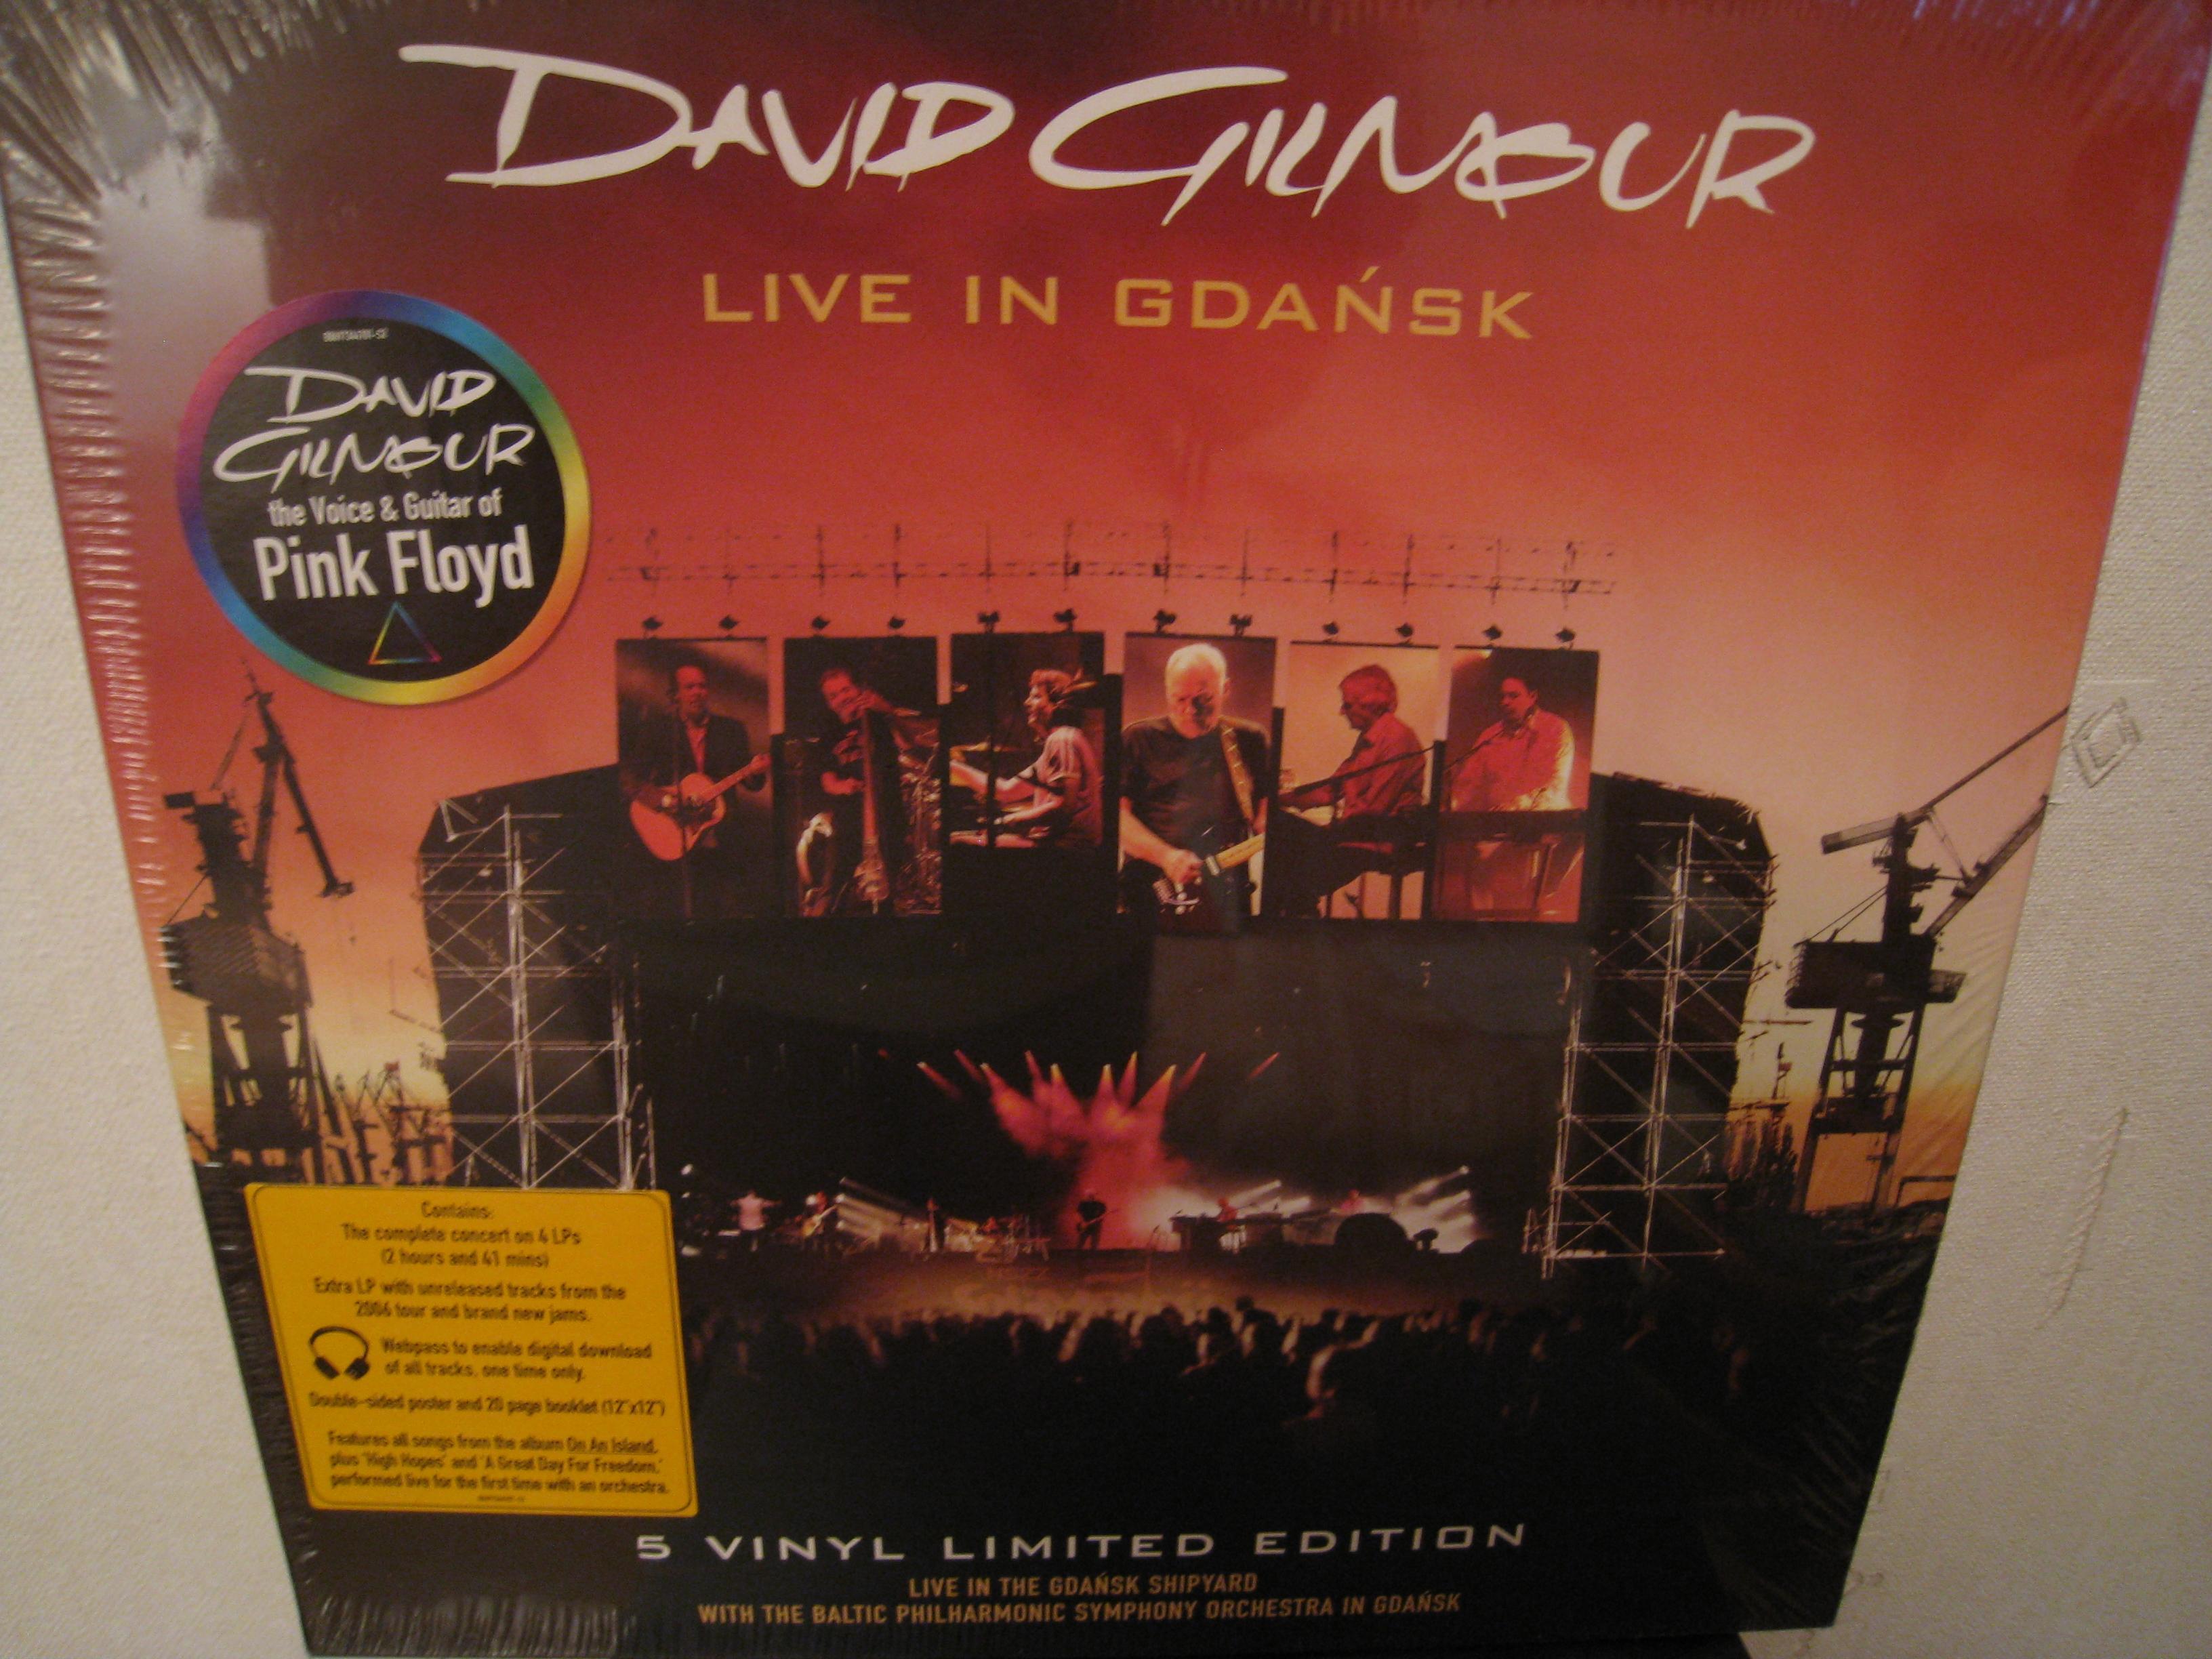 DAVID GILMOUR
LIVE IN GDAŃSK
DAVID
GILMOUR
the Voice & Guitar of
Pink Floyd
Contains:
The complete concert on 4 LPs
(2 hours and 41 mins)
Extra LP with unreleased tracks from the
2006 tour and brand new jams.
Webpass to enable digital download
of all tracks, one time only.
Double-sided poster and 20 page booklet (12"x12")
Features all songs from the album On An Island,
plus 'High Hopes' and 'A Great Day For Freedom,'
performed live for the first time with an orchestra.
5 VINYL LIMITED EDITION
LIVE IN THE GDAŃSK SHIPYARD
WITH THE BALTIC PHILHARMONIC SYMPHONY ORCHESTRA IN GDAŃSK